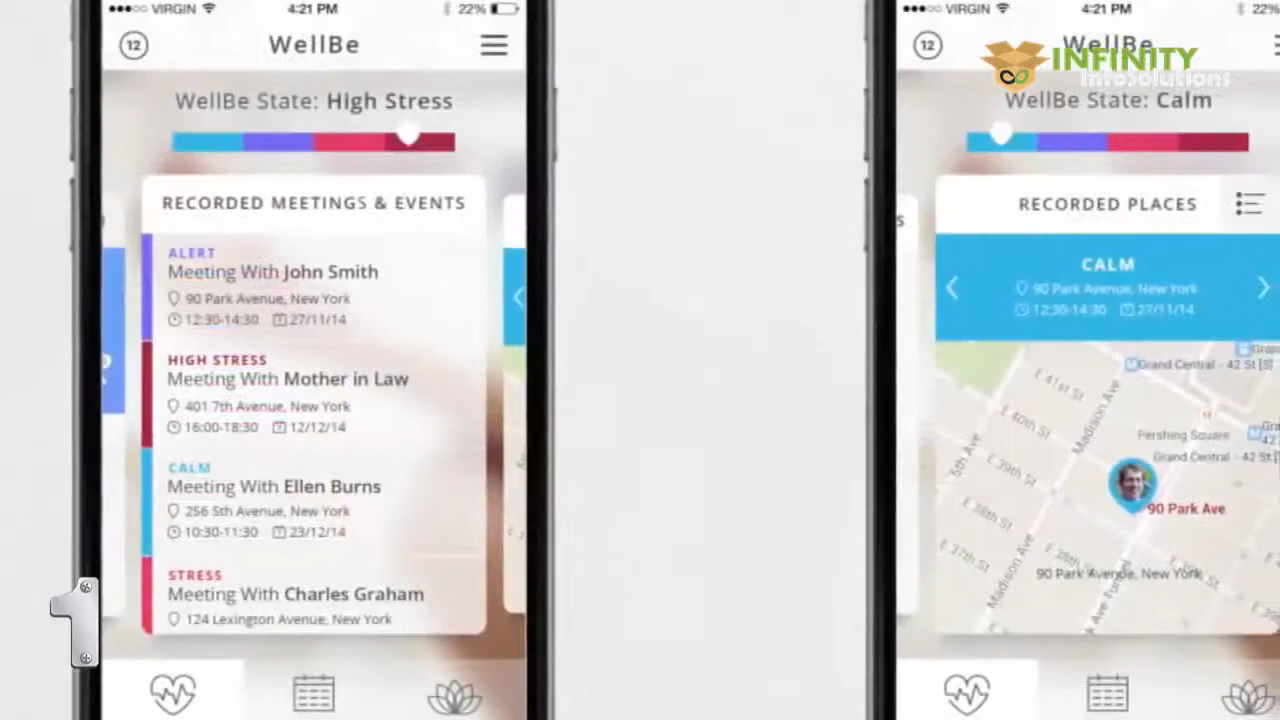 VIRGIN 4:21 PM 22%
12 WellBe
WellBe State: High Stress
RECORDED MEETINGS & EVENTS
ALERT
Meeting With John Smith
90 Park Avenue, New York
12:30-14:30 27/11/14
HIGH STRESS
Meeting With Mother in Law
401 7th Avenue, New York
16:00-18:30 12/12/14
CALM
Meeting With Ellen Burns
256 5th Avenue, New York
10:30-11:30 23/12/14
STRESS
Meeting With Charles Graham
124 Lexington Avenue, New York
1
VIRGIN 4:21 PM 22%
12 WellBe
INFINITY
InfoSolutions
WellBe State: Calm
RECORDED PLACES
CALM
90 Park Avenue, New York
12:30-14:30 27/11/14
Grand Central - 42 St [S]
E 41st St
Madison Ave
E 40th St
Pershing Square
5th Ave
Grand Central - 42 St
E 39th St
90 Park Ave
E 38th St
E 37th St
Madison Ave
E 38th St
90 Park Avenue, New York